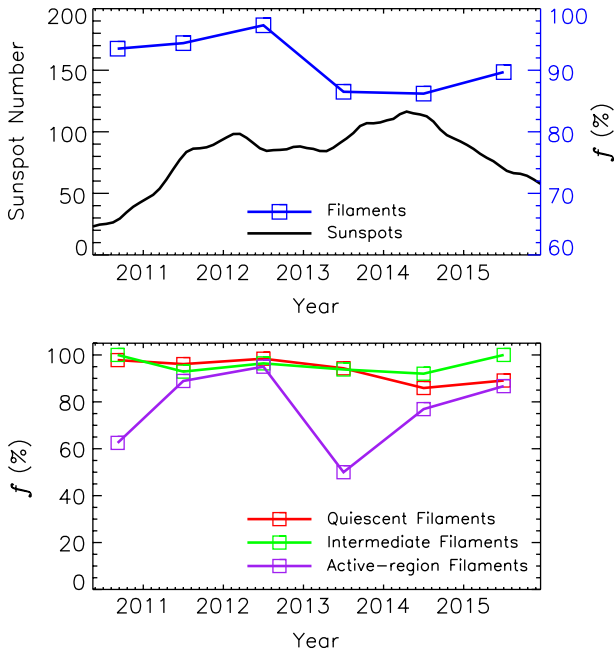 200
150
100
50
0
Sunspot Number
100
90
80
70
60
f (%)
Filaments
Sunspots
2011 2012 2013 2014 2015
Year
100
80
60
40
20
0
f (%)
Quiescent Filaments
Intermediate Filaments
Active-region Filaments
2011 2012 2013 2014 2015
Year